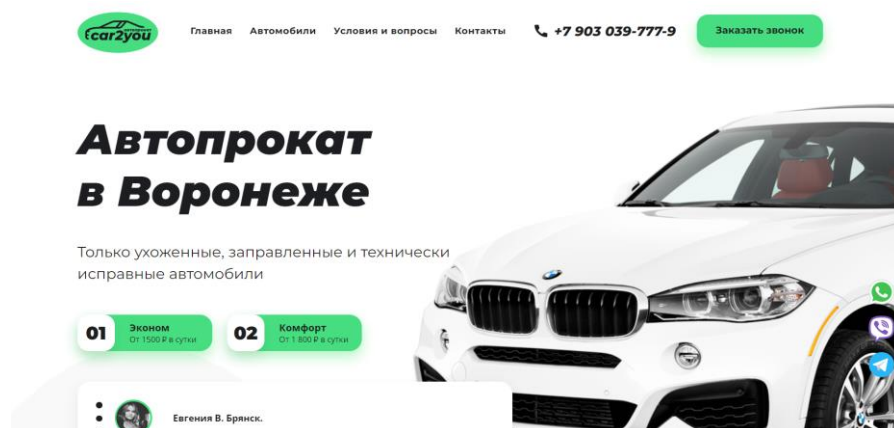 автопрокат
car2you
Главная
Автомобили
Условия и вопросы
Контакты
+7 903 039-777-9
Заказать звонок
Автопрокат
в Воронеже
Только ухоженные, заправленные и технически
исправные автомобили
01
Эконом
От 1500 ₽ в сутки
02
Комфорт
От 1 800 ₽ в сутки
Евгения В. Брянск.